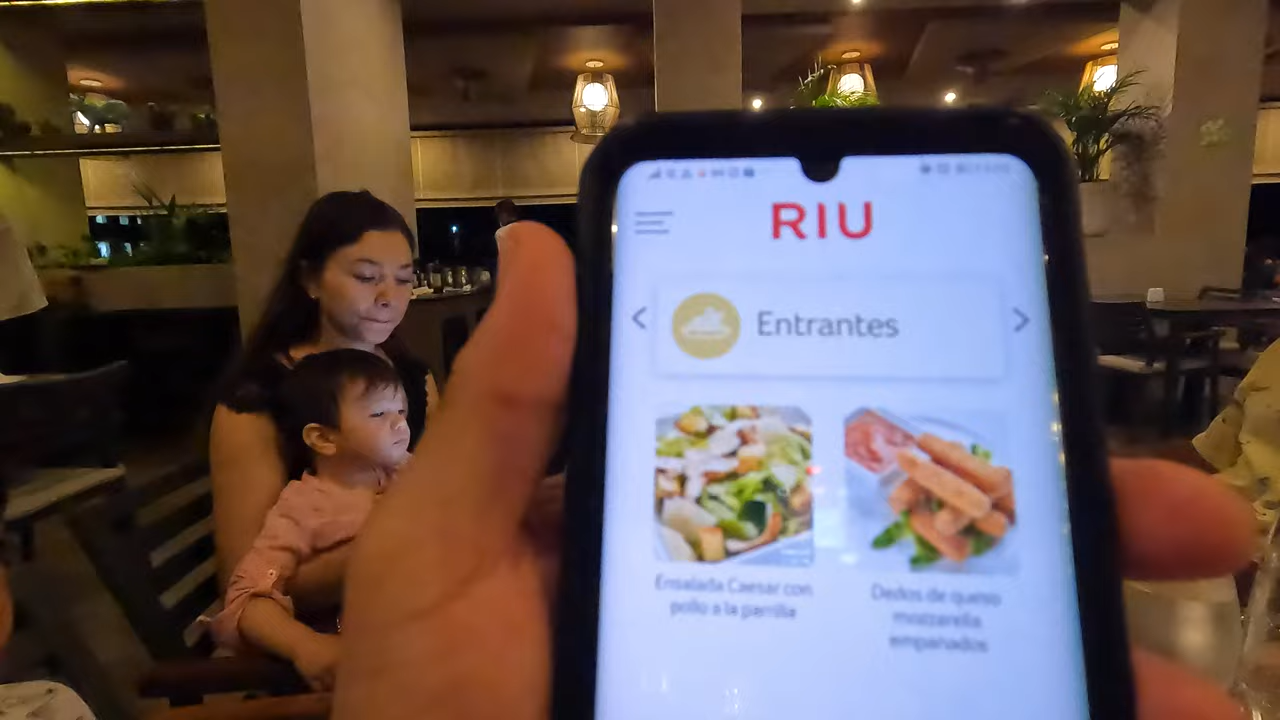 RIU
Entrantes
Ensalada Caesar con
pollo a la parrilla
Dedos de queso
mozzarella
empanados